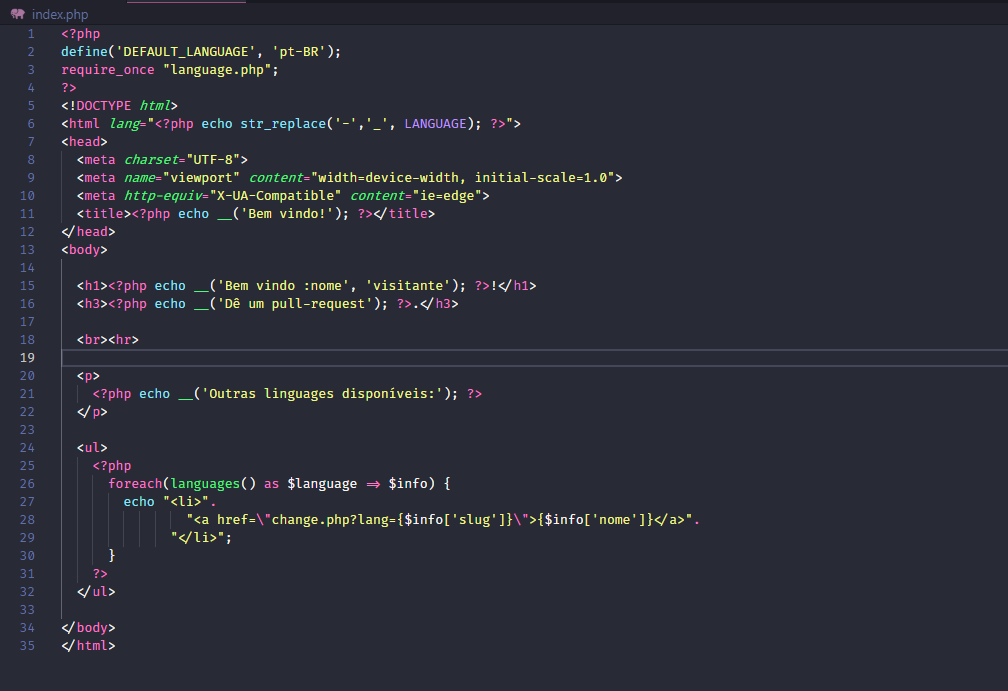 index.php
1 <?php
2 define('DEFAULT_LANGUAGE', 'pt-BR');
3 require_once "language.php";
4 ?>
5 <!DOCTYPE html>
6 <html lang="<?php echo str_replace('-','_', LANGUAGE); ?>">
7 <head>
8 <meta charset="UTF-8">
9 <meta name="viewport" content="width=device-width, initial-scale=1.0">
10 <meta http-equiv="X-UA-Compatible" content="ie=edge">
11 <title><?php echo __('Bem vindo!'); ?></title>
12 </head>
13 <body>
14
15 <h1><?php echo __('Bem vindo :nome', 'visitante'); ?>!</h1>
16 <h3><?php echo __('Dê um pull-request'); ?>.</h3>
17
18 <br><hr>
19
20 <p>
21 <?php echo __('Outras linguages disponíveis:'); ?>
22 </p>
23
24 <ul>
25 <?php
26 foreach(languages() as $language => $info) {
27 echo "<li>".
28 "<a href=\"change.php?lang={$info['slug']}\">{$info['nome']}</a>".
29 "</li>";
30 }
31 ?>
32 </ul>
33
34 </body>
35 </html>